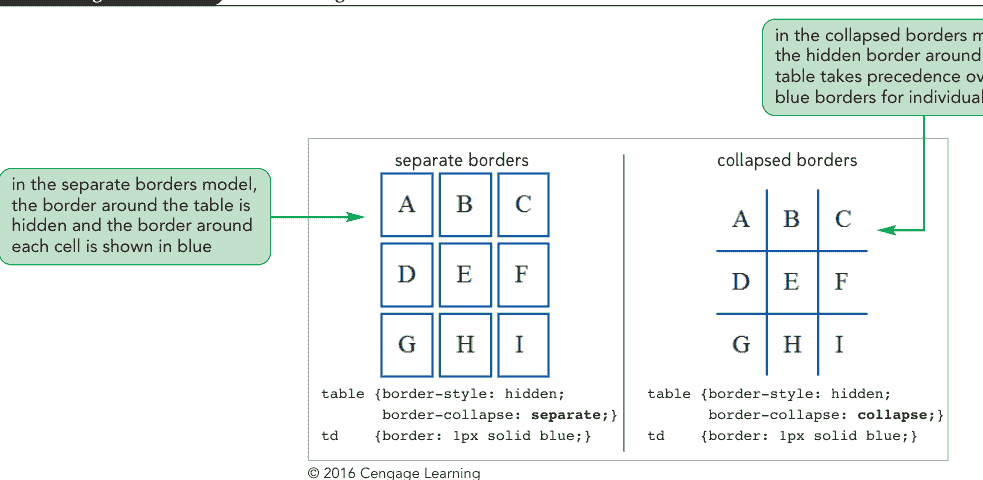 in the collapsed borders
the hidden border around
table takes precedence
blue borders for individual
in the separate borders model,
the border around the table is
hidden and the border around
each cell is shown in blue
separate borders
A B C
D E F
G H I
table {border-style: hidden;
border-collapse: separate;}
td {border: 1px solid blue;}
collapsed borders
A B C
D E F
G H I
table {border-style: hidden;
border-collapse: collapse;}
td {border: 1px solid blue;}
© 2016 Cengage Learning